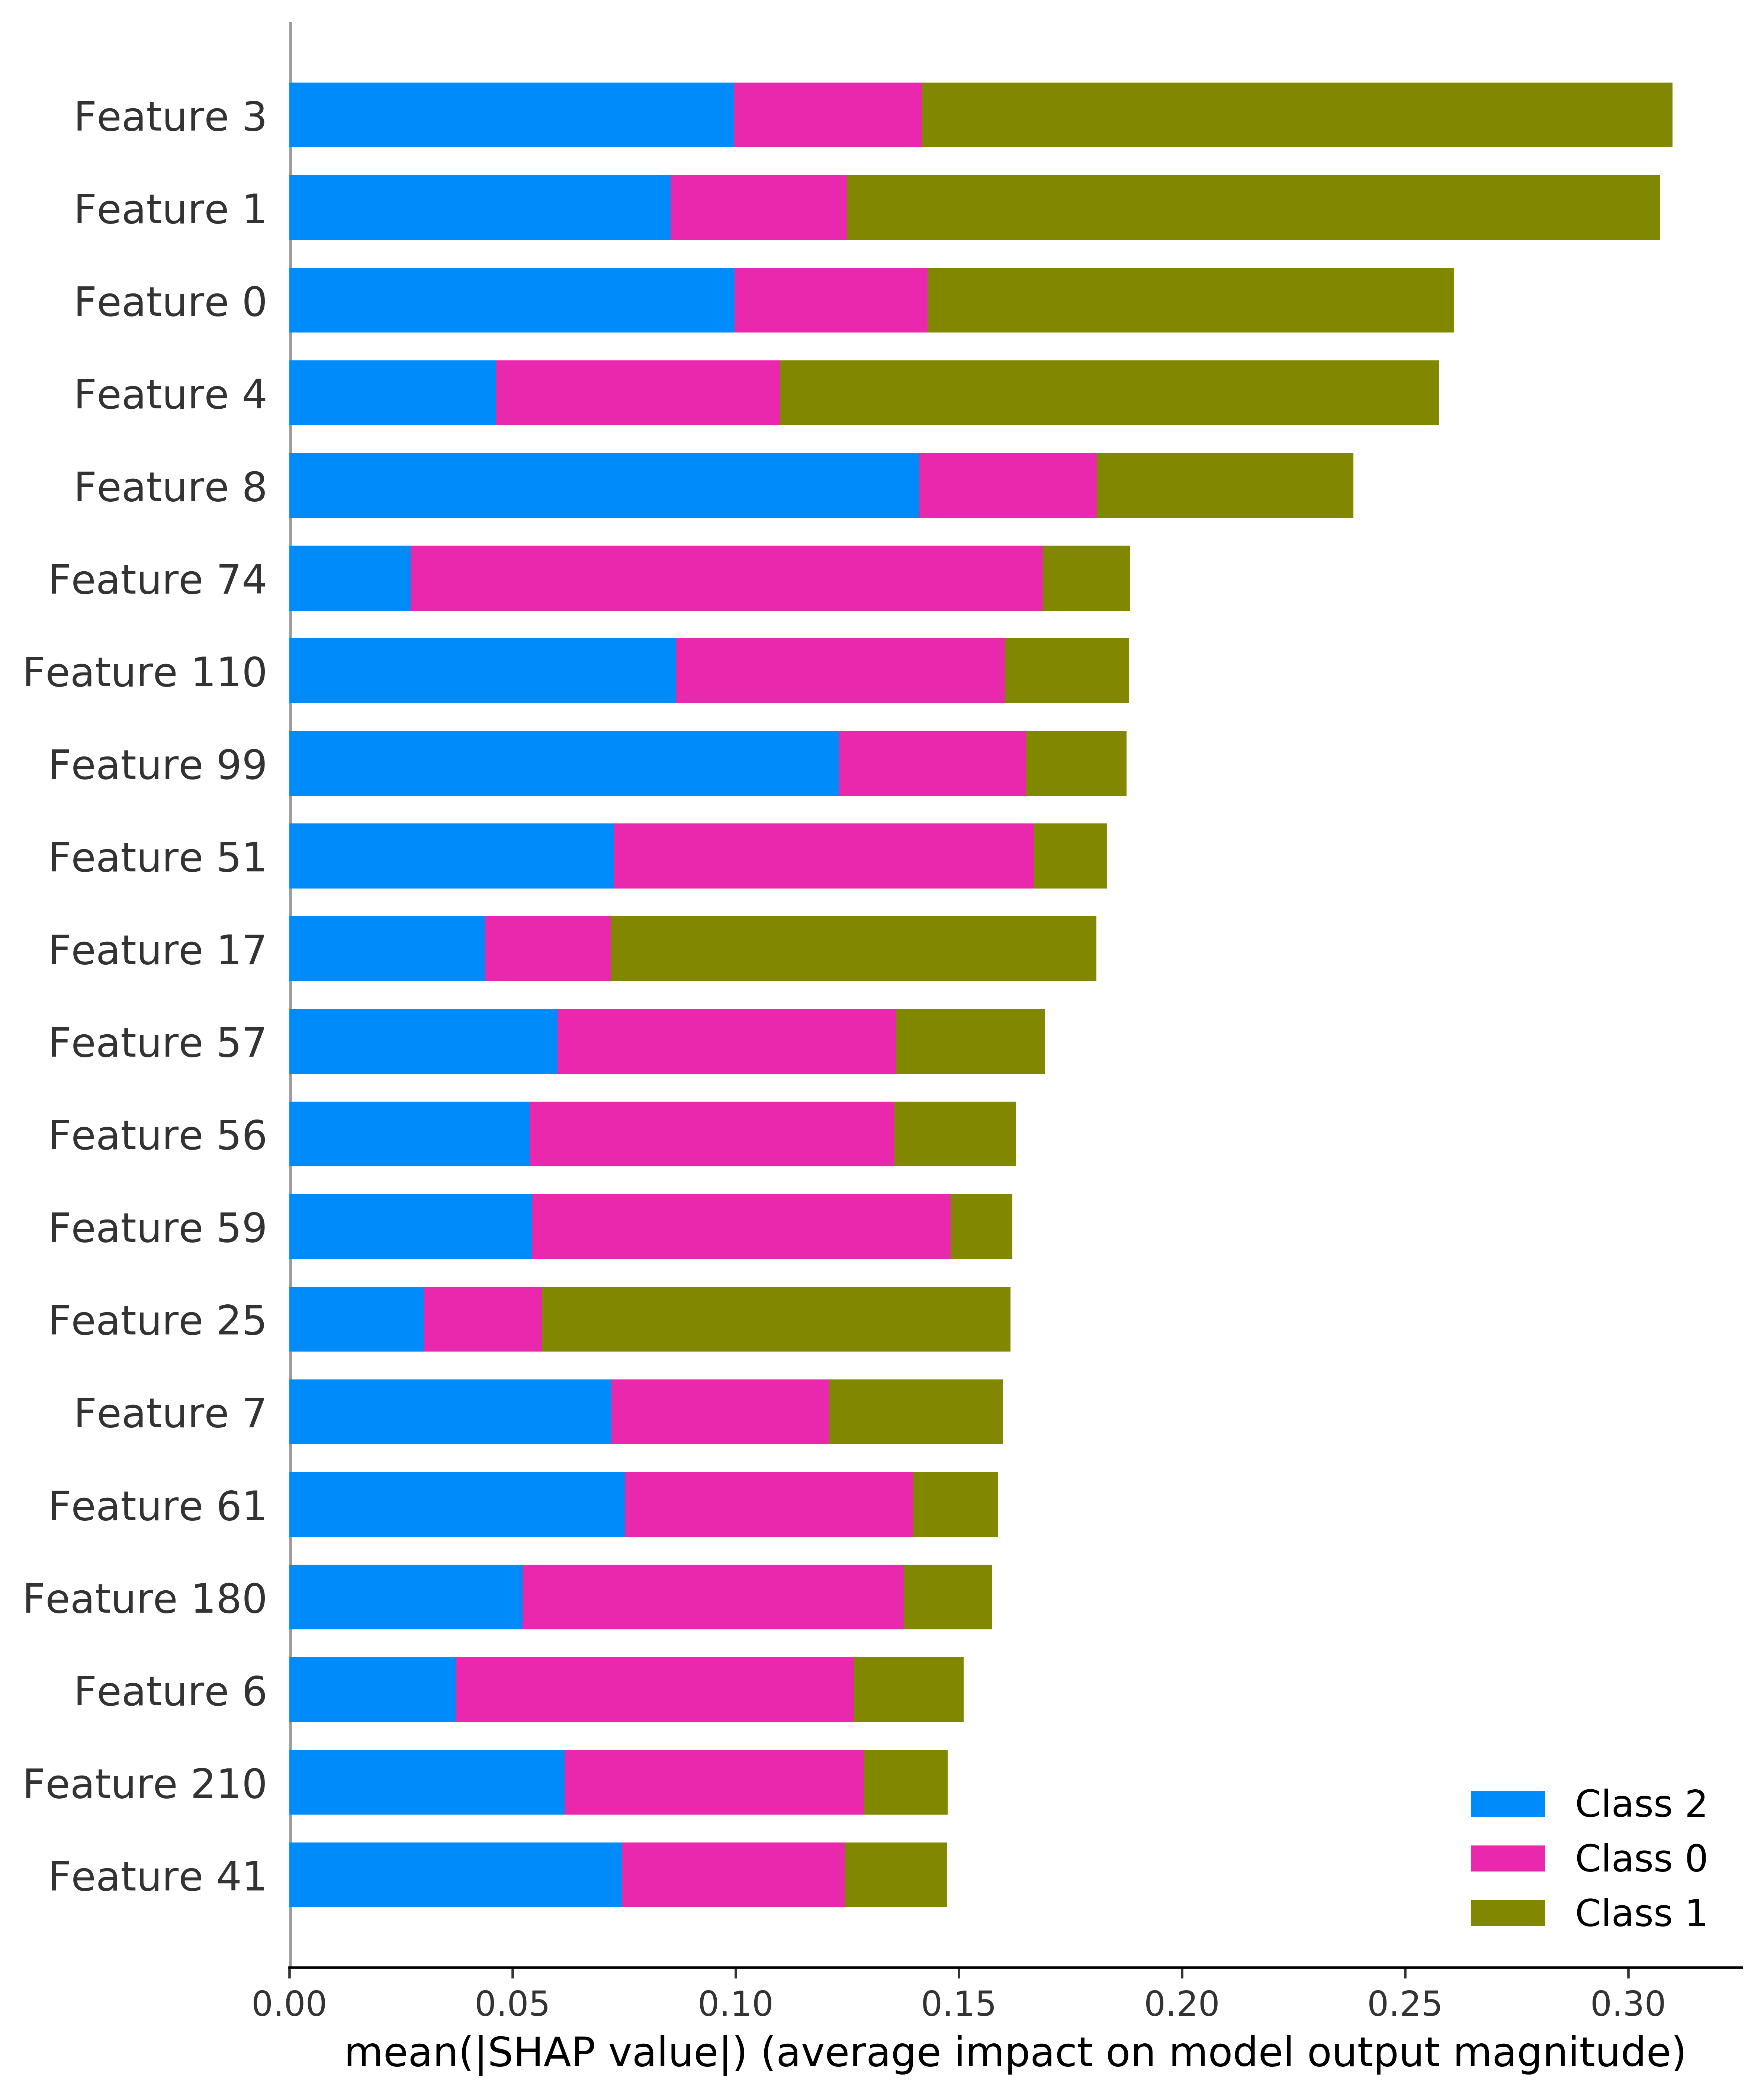 Feature 3
Feature 1
Feature 0
Feature 4
Feature 8
Feature 74
Feature 110
Feature 99
Feature 51
Feature 17
Feature 57
Feature 56
Feature 59
Feature 25
Feature 7
Feature 61
Feature 180
Feature 6
Feature 210
Feature 41
Class 2
Class 0
Class 1
0.00 0.05 0.10 0.15 0.20 0.25 0.30
mean(|SHAP value|) (average impact on model output magnitude)